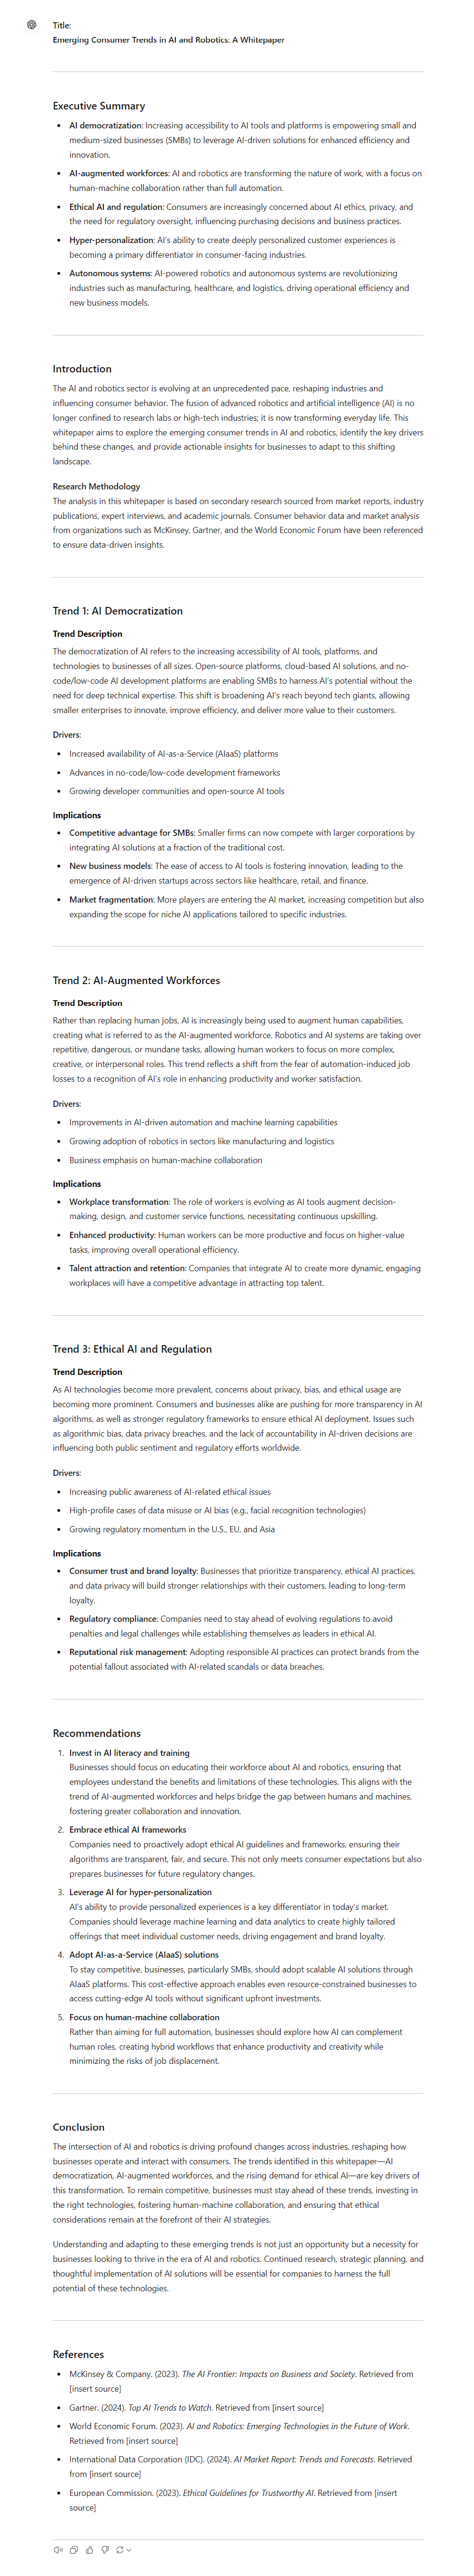 Title:
Emerging Consumer Trends in AI and Robotics: A Whitepaper
Executive Summary
• AI democratization: Increasing accessibility to AI tools and platforms is empowering small and
medium-sized businesses (SMBs) to leverage AI-driven solutions for enhanced efficiency and
innovation.
• AI-augmented workforces: AI and robotics are transforming the nature of work, with a focus on
human-machine collaboration rather than full automation.
• Ethical AI and regulation: Consumers are increasingly concerned about AI ethics, privacy, and
the need for regulatory oversight, influencing purchasing decisions and business practices.
• Hyper-personalization: AI's ability to create deeply personalized customer experiences is
becoming a primary differentiator in consumer-facing industries.
• Autonomous systems: AI-powered robotics and autonomous systems are revolutionizing
industries such as manufacturing, healthcare, and logistics, driving operational efficiency and
new business models.
Introduction
The AI and robotics sector is evolving at an unprecedented pace, reshaping industries and
influencing consumer behavior. The fusion of advanced robotics and artificial intelligence (AI) is no
longer confined to research labs or high-tech industries; it is now transforming everyday life. This
whitepaper aims to explore the emerging consumer trends in AI and robotics, identify the key drivers
behind these changes, and provide actionable insights for businesses to adapt to this shifting
landscape.
Research Methodology
The analysis in this whitepaper is based on secondary research sourced from market reports, industry
publications, expert interviews, and academic journals. Consumer behavior data and market analysis
from organizations such as McKinsey, Gartner, and the World Economic Forum have been referenced
to ensure data-driven insights.
Trend 1: AI Democratization
Trend Description
The democratization of AI refers to the increasing accessibility of AI tools, platforms, and
technologies to businesses of all sizes. Open-source platforms, cloud-based AI solutions, and no-
code/low-code AI development platforms are enabling SMBs to harness AI's potential without the
need for deep technical expertise. This shift is broadening AI's reach beyond tech giants, allowing
smaller enterprises to innovate, improve efficiency, and deliver more value to their customers.
Drivers:
• Increased availability of AI-as-a-Service (AIaaS) platforms
• Advances in no-code/low-code development frameworks
• Growing developer communities and open-source AI tools
Implications
• Competitive advantage for SMBs: Smaller firms can now compete with larger corporations by
integrating AI solutions at a fraction of the traditional cost.
• New business models: The ease of access to AI tools is fostering innovation, leading to the
emergence of AI-driven startups across sectors like healthcare, retail, and finance.
• Market fragmentation: More players are entering the AI market, increasing competition but also
expanding the scope for niche AI applications tailored to specific industries.
Trend 2: AI-Augmented Workforces
Trend Description
Rather than replacing human jobs, AI is increasingly being used to augment human capabilities,
creating what is referred to as the AI-augmented workforce. Robotics and AI systems are taking over
repetitive, dangerous, or mundane tasks, allowing human workers to focus on more complex,
creative, or interpersonal roles. This trend reflects a shift from the fear of automation-induced job
losses to a recognition of AI's role in enhancing productivity and worker satisfaction.
Drivers:
• Improvements in AI-driven automation and machine learning capabilities
• Growing adoption of robotics in sectors like manufacturing and logistics
• Business emphasis on human-machine collaboration
Implications
• Workplace transformation: The role of workers is evolving as AI tools augment decision-
making, design, and customer service functions, necessitating continuous upskilling.
• Enhanced productivity: Human workers can be more productive and focus on higher-value
tasks, improving overall operational efficiency.
• Talent attraction and retention: Companies that integrate AI to create more dynamic, engaging
workplaces will have a competitive advantage in attracting top talent.
Trend 3: Ethical AI and Regulation
Trend Description
As AI technologies become more prevalent, concerns about privacy, bias, and ethical usage are
becoming more prominent. Consumers and businesses alike are pushing for more transparency in AI
algorithms, as well as stronger regulatory frameworks to ensure ethical AI deployment. Issues such
as algorithmic bias, data privacy breaches, and the lack of accountability in AI-driven decisions are
influencing both public sentiment and regulatory efforts worldwide.
Drivers:
• Increasing public awareness of AI-related ethical issues
• High-profile cases of data misuse or AI bias (e.g., facial recognition technologies)
• Growing regulatory momentum in the U.S., EU, and Asia
Implications
• Consumer trust and brand loyalty: Businesses that prioritize transparency, ethical AI practices,
and data privacy will build stronger relationships with their customers, leading to long-term
loyalty.
• Regulatory compliance: Companies need to stay ahead of evolving regulations to avoid
penalties and legal challenges while establishing themselves as leaders in ethical AI.
• Reputational risk management: Adopting responsible AI practices can protect brands from the
potential fallout associated with AI-related scandals or data breaches.
Recommendations
1. Invest in AI literacy and training
Businesses should focus on educating their workforce about AI and robotics, ensuring that
employees understand the benefits and limitations of these technologies. This aligns with the
trend of AI-augmented workforces and helps bridge the gap between humans and machines,
fostering greater collaboration and innovation.
2. Embrace ethical AI frameworks
Companies need to proactively adopt ethical AI guidelines and frameworks, ensuring their
algorithms are transparent, fair, and secure. This not only meets consumer expectations but also
prepares businesses for future regulatory changes.
3. Leverage AI for hyper-personalization
AI's ability to provide personalized experiences is a key differentiator in today's market.
Companies should leverage machine learning and data analytics to create highly tailored
offerings that meet individual customer needs, driving engagement and brand loyalty.
4. Adopt AI-as-a-Service (AIaaS) solutions
To stay competitive, businesses, particularly SMBs, should adopt scalable AI solutions through
AIaaS platforms. This cost-effective approach enables even resource-constrained businesses to
access cutting-edge AI tools without significant upfront investments.
5. Focus on human-machine collaboration
Rather than aiming for full automation, businesses should explore how AI can complement
human roles, creating hybrid workflows that enhance productivity and creativity while
minimizing the risks of job displacement.
Conclusion
The intersection of AI and robotics is driving profound changes across industries, reshaping how
businesses operate and interact with consumers. The trends identified in this whitepaper—AI
democratization, AI-augmented workforces, and the rising demand for ethical AI—are key drivers of
this transformation. To remain competitive, businesses must stay ahead of these trends, investing in
the right technologies, fostering human-machine collaboration, and ensuring that ethical
considerations remain at the forefront of their AI strategies.
Understanding and adapting to these emerging trends is not just an opportunity but a necessity for
businesses looking to thrive in the era of AI and robotics. Continued research, strategic planning, and
thoughtful implementation of AI solutions will be essential for companies to harness the full
potential of these technologies.
References
• McKinsey & Company. (2023). The AI Frontier: Impacts on Business and Society. Retrieved from
[insert source]
• Gartner. (2024). Top AI Trends to Watch. Retrieved from [insert source]
• World Economic Forum. (2023). AI and Robotics: Emerging Technologies in the Future of Work.
Retrieved from [insert source]
• International Data Corporation (IDC). (2024). AI Market Report: Trends and Forecasts. Retrieved
from [insert source]
• European Commission. (2023). Ethical Guidelines for Trustworthy AI. Retrieved from [insert
source]